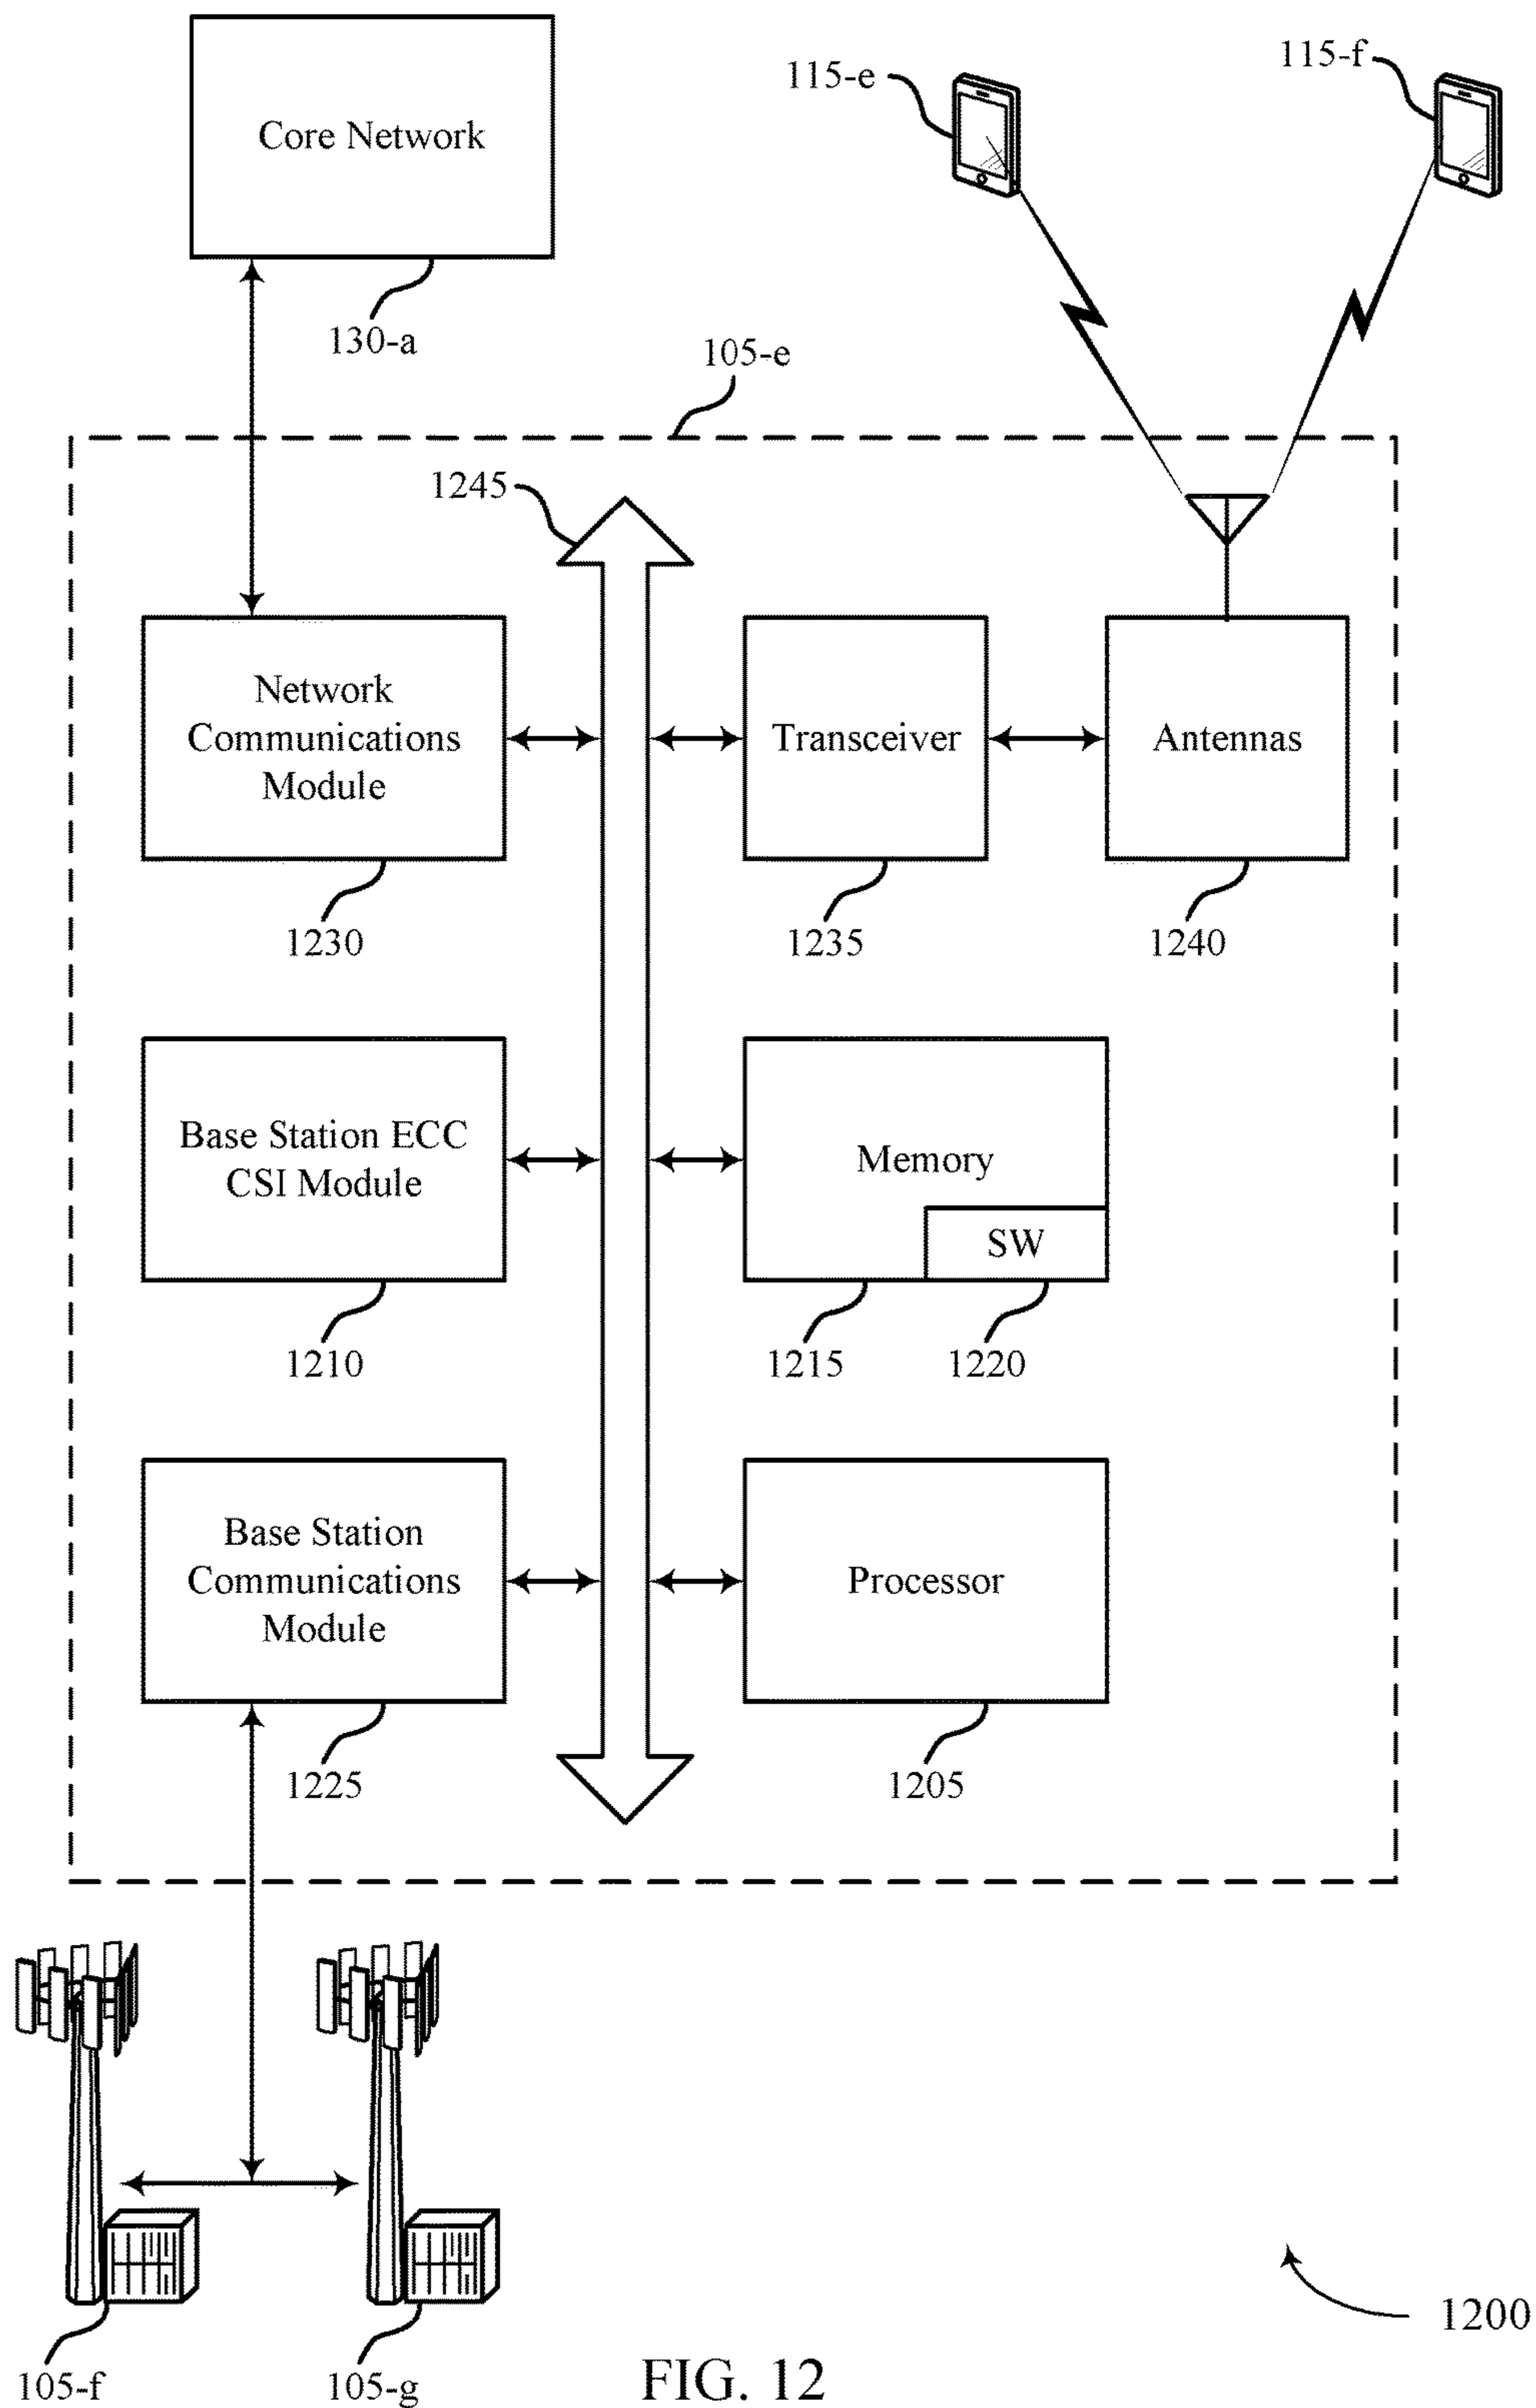 Core Network
130-a
115-e
115-f
105-e
1245
Network
Communications
Module
1230
Transceiver
1235
Antennas
1240
Base Station ECC
CSI Module
1210
Memory
SW
1215
1220
Base Station
Communications
Module
1225
Processor
1205
105-f
105-g
1200
FIG. 12